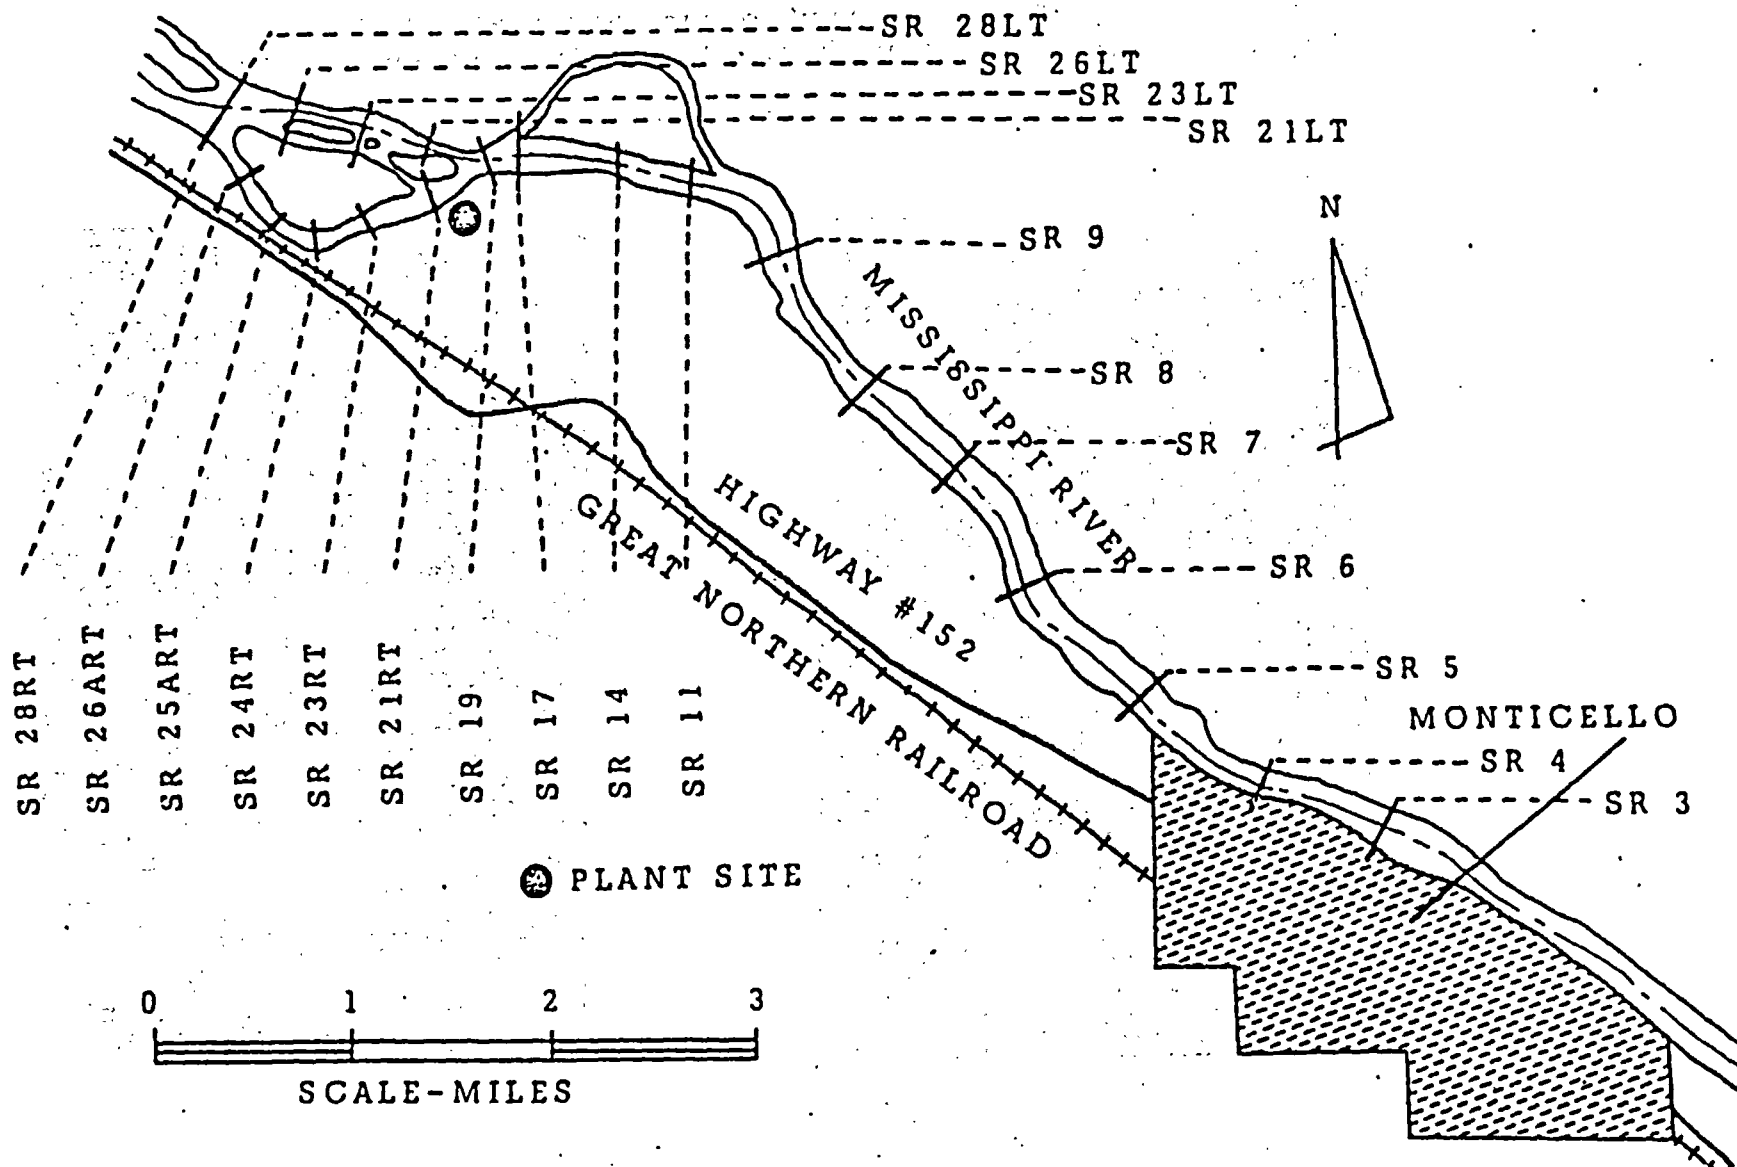 SR 28LT
SR 26LT
SR 23LT
SR 21LT
N
SR 9
MISSISSIPPI RIVER
SR 8
SR 7
SR 6
SR 5
HIGHWAY #152
GREAT NORTHERN RAILROAD
MONTICELLO
SR 4
SR 3
SR 28RT
SR 26ART
SR 25ART
SR 24RT
SR 23RT
SR 21RT
SR 19
SR 17
SR 14
SR 11
PLANT SITE
0 1 2 3
SCALE-MILES